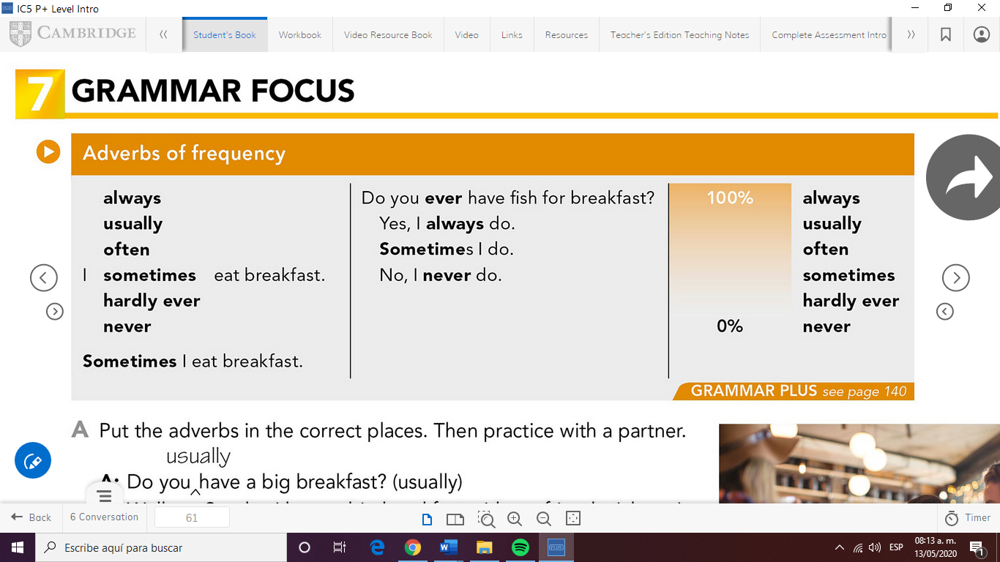 IC5 P+ Level Intro
CAMBRIDGE
Student's Book
Workbook
Video Resource Book
Video
Links
Resources
Teacher's Edition Teaching Notes
Complete Assessment Intro
7 GRAMMAR FOCUS
Adverbs of frequency
always
usually
often
I sometimes eat breakfast.
hardly ever
never
Sometimes I eat breakfast.
Do you ever have fish for breakfast?
Yes, I always do.
Sometimes I do.
No, I never do.
100%
0%
always
usually
often
sometimes
hardly ever
never
GRAMMAR PLUS see page 140
A Put the adverbs in the correct places. Then practice with a partner.
usually
A: Do you ^ have a big breakfast? (usually)
Back
6 Conversation
61
Timer
Escribe aquí para buscar
PLUS
ESP
08:13 a. m.
13/05/2020
1